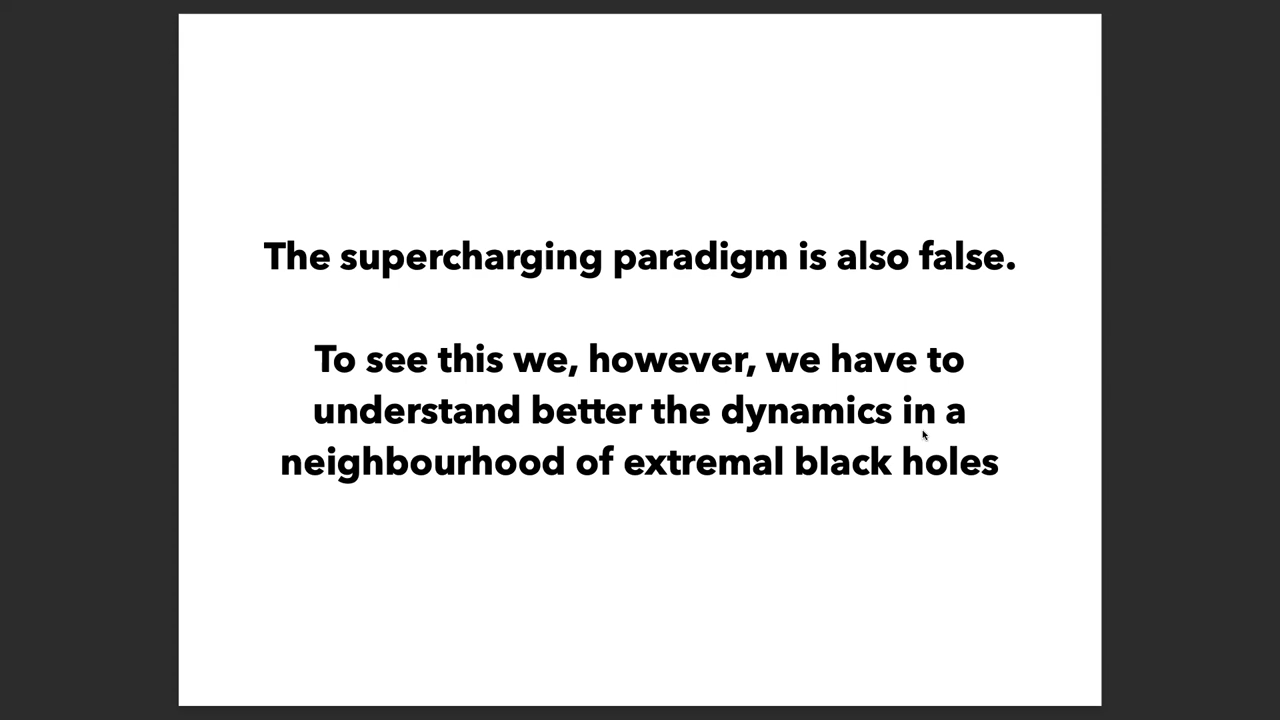 The supercharging paradigm is also false.
To see this we, however, we have to
understand better the dynamics in a
neighbourhood of extremal black holes